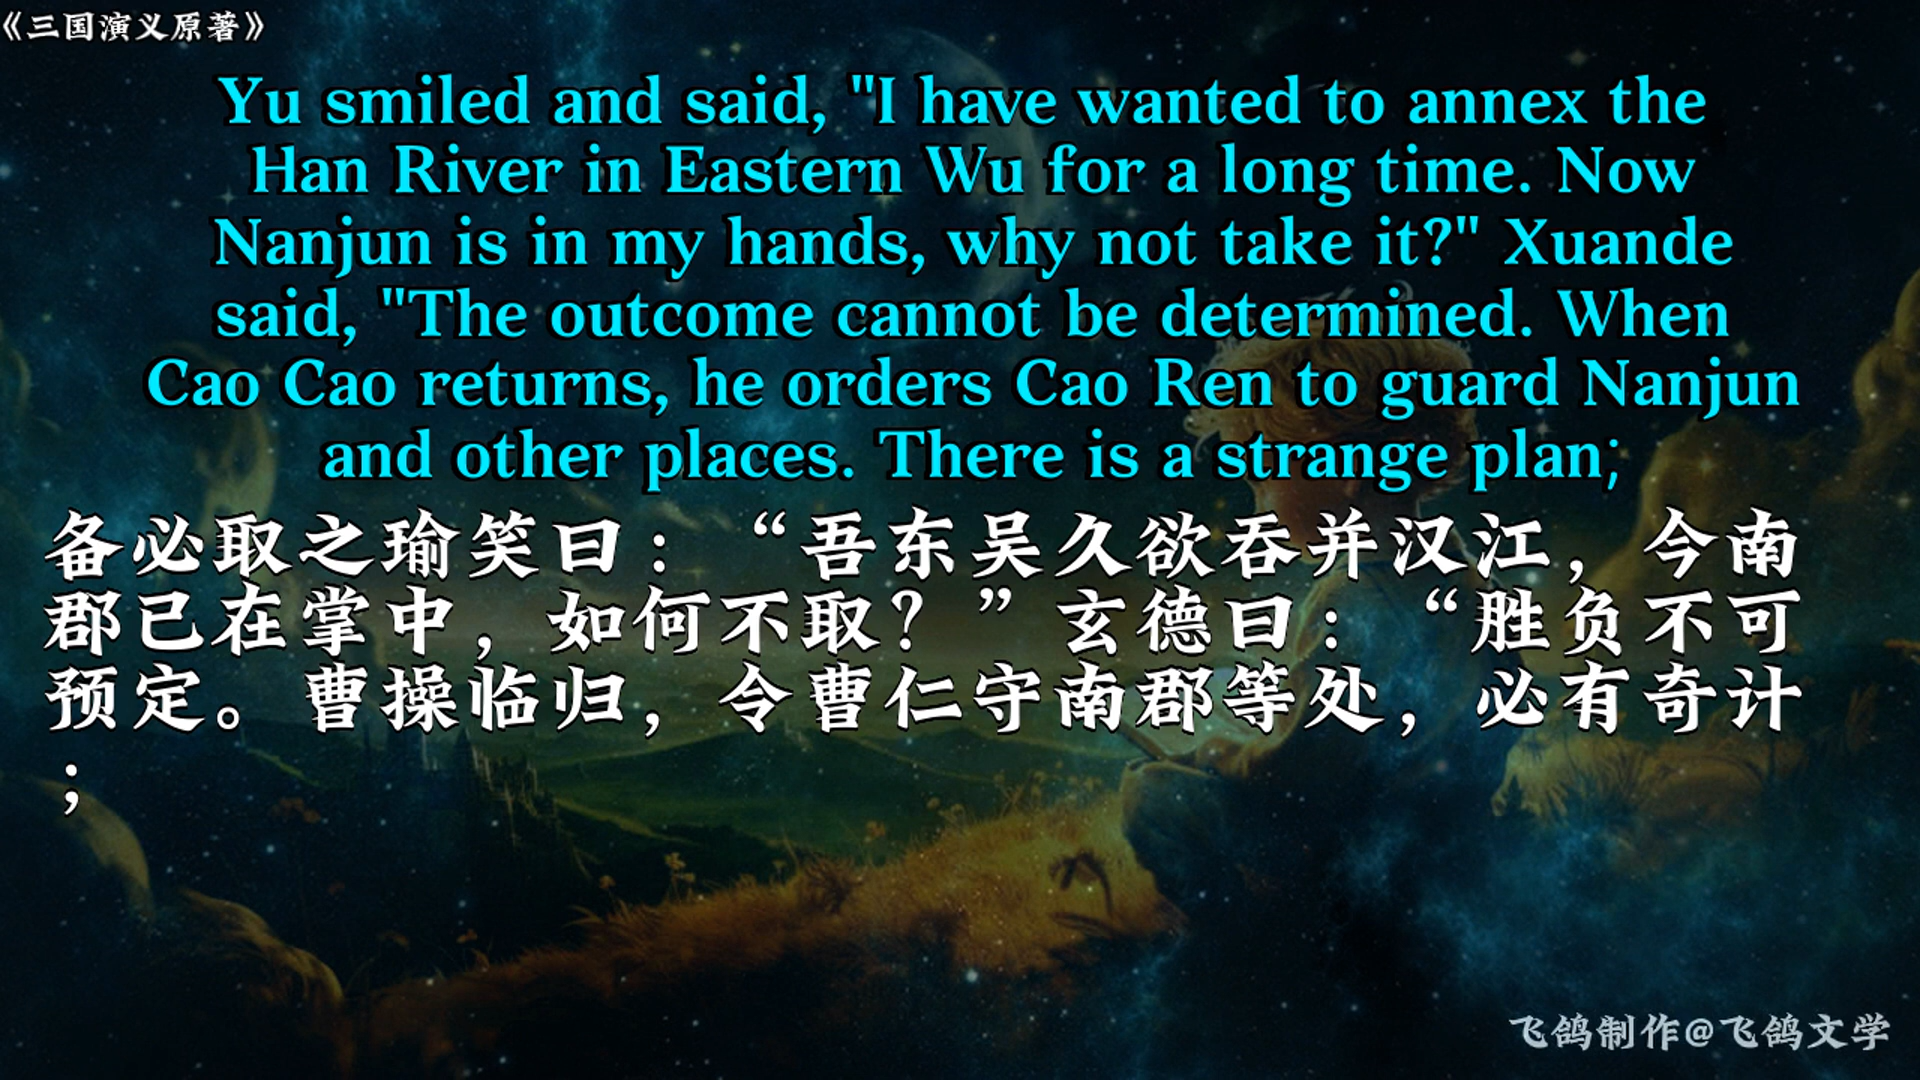 《三国演义原著》
Yu smiled and said, "I have wanted to annex the
Han River in Eastern Wu for a long time. Now
Nanjun is in my hands, why not take it?" Xuande
said, "The outcome cannot be determined. When
Cao Cao returns, he orders Cao Ren to guard Nanjun
and other places. There is a strange plan;
备必取之瑜笑曰：“吾东吴久欲吞并汉江，今南
郡已在掌中，如何不取？”玄德曰：“胜负不可
预定。曹操临归，令曹仁守南郡等处，必有奇计
；
飞鸽制作@飞鸽文学